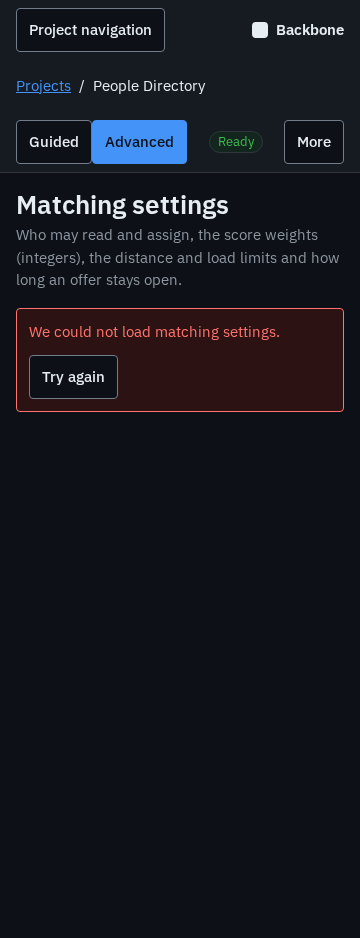 Project navigation
Backbone
Projects / People Directory
Guided
Advanced
Ready
More
Matching settings
Who may read and assign, the score weights
(integers), the distance and load limits and how
long an offer stays open.
We could not load matching settings.
Try again